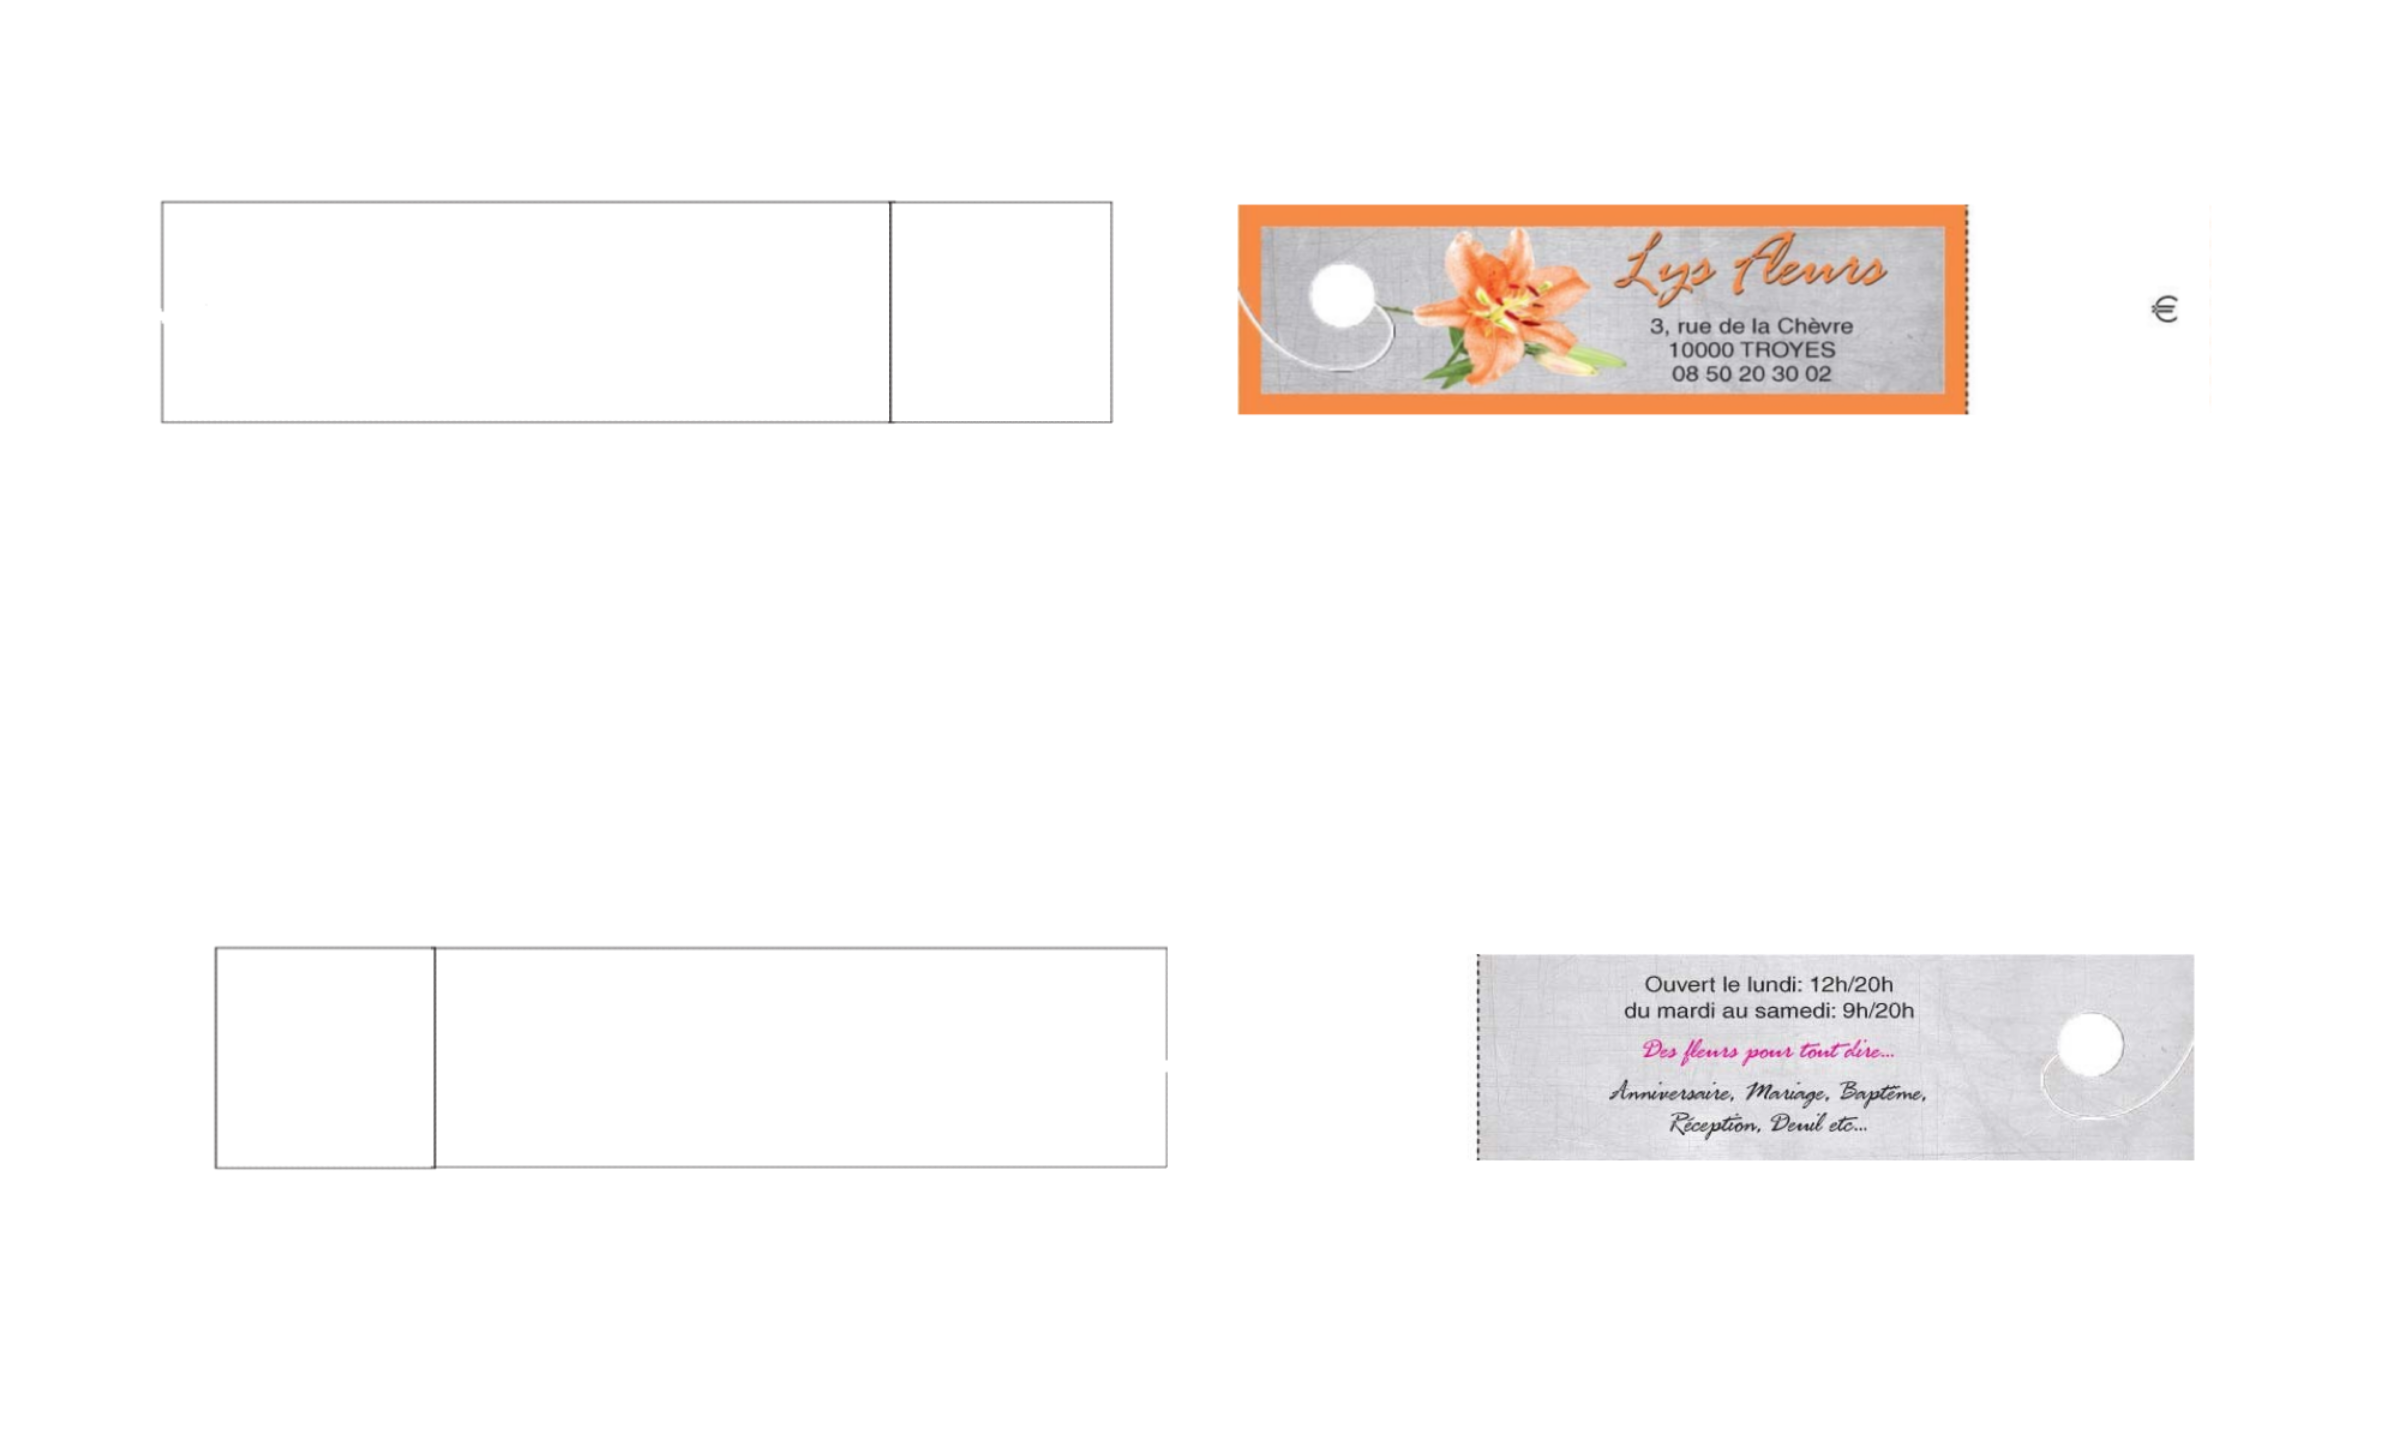 Lys fleurs
3, rue de la Chèvre
10000 TROYES
08 50 20 30 02
€
Ouvert le lundi: 12h/20h
du mardi au samedi: 9h/20h
Des fleurs pour tout dire...
Anniversaire, Mariage, Baptême,
Réception, Deuil etc...